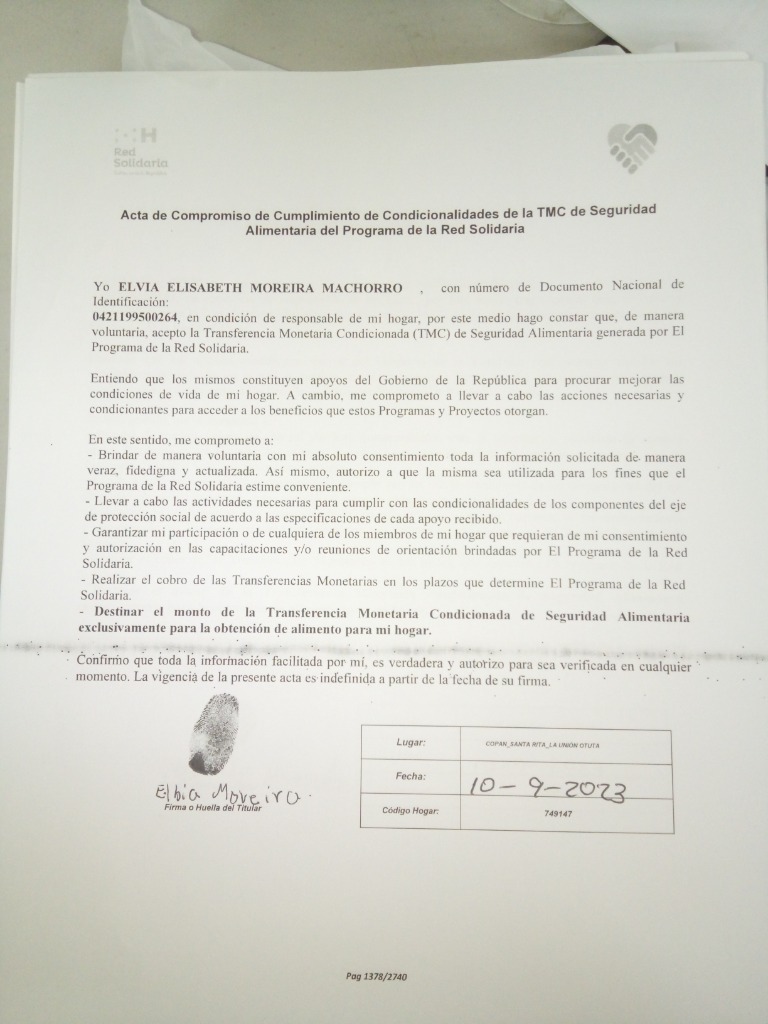 H
Red
Solidaria
Acta de Compromiso de Cumplimiento de Condicionalidades de la TMC de Seguridad
Alimentaria del Programa de la Red Solidaria
Yo ELVIA ELISABETH MOREIRA MACHORRO , con número de Documento Nacional de
Identificación:
0421199500264, en condición de responsable de mi hogar, por este medio hago constar que, de manera
voluntaria, acepto la Transferencia Monetaria Condicionada (TMC) de Seguridad Alimentaria generada por El
Programa de la Red Solidaria.
Entiendo que los mismos constituyen apoyos del Gobierno de la República para procurar mejorar las
condiciones de vida de mi hogar. A cambio, me comprometo a llevar a cabo las acciones necesarias y
condicionantes para acceder a los beneficios que estos Programas y Proyectos otorgan.
En este sentido, me comprometo a:
- Brindar de manera voluntaria con mi absoluto consentimiento toda la información solicitada de manera
veraz, fidedigna y actualizada. Así mismo, autorizo a que la misma sea utilizada para los fines que el
Programa de la Red Solidaria estime conveniente.
- Llevar a cabo las actividades necesarias para cumplir con las condicionalidades de los componentes del eje
de protección social de acuerdo a las especificaciones de cada apoyo recibido.
- Garantizar mi participación o de cualquiera de los miembros de mi hogar que requieran de mi consentimiento
y autorización en las capacitaciones y/o reuniones de orientación brindadas por El Programa de la Red
Solidaria.
- Realizar el cobro de las Transferencias Monetarias en los plazos que determine El Programa de la Red
Solidaria.
- Destinar el monto de la Transferencia Monetaria Condicionada de Seguridad Alimentaria
exclusivamente para la obtención de alimento para mi hogar.
Confirmo que toda la información facilitada por mí, es verdadera y autorizo para sea verificada en cualquier
momento. La vigencia de la presente acta es indefinida a partir de la fecha de su firma.
Elbia Moreira.
Firma o Huella del Titular
Lugar: COPAN_SANTA RITA_LA UNIÓN OTUTA
Fecha: 10-9-2023
Código Hogar: 749147
Pag 1378/2740